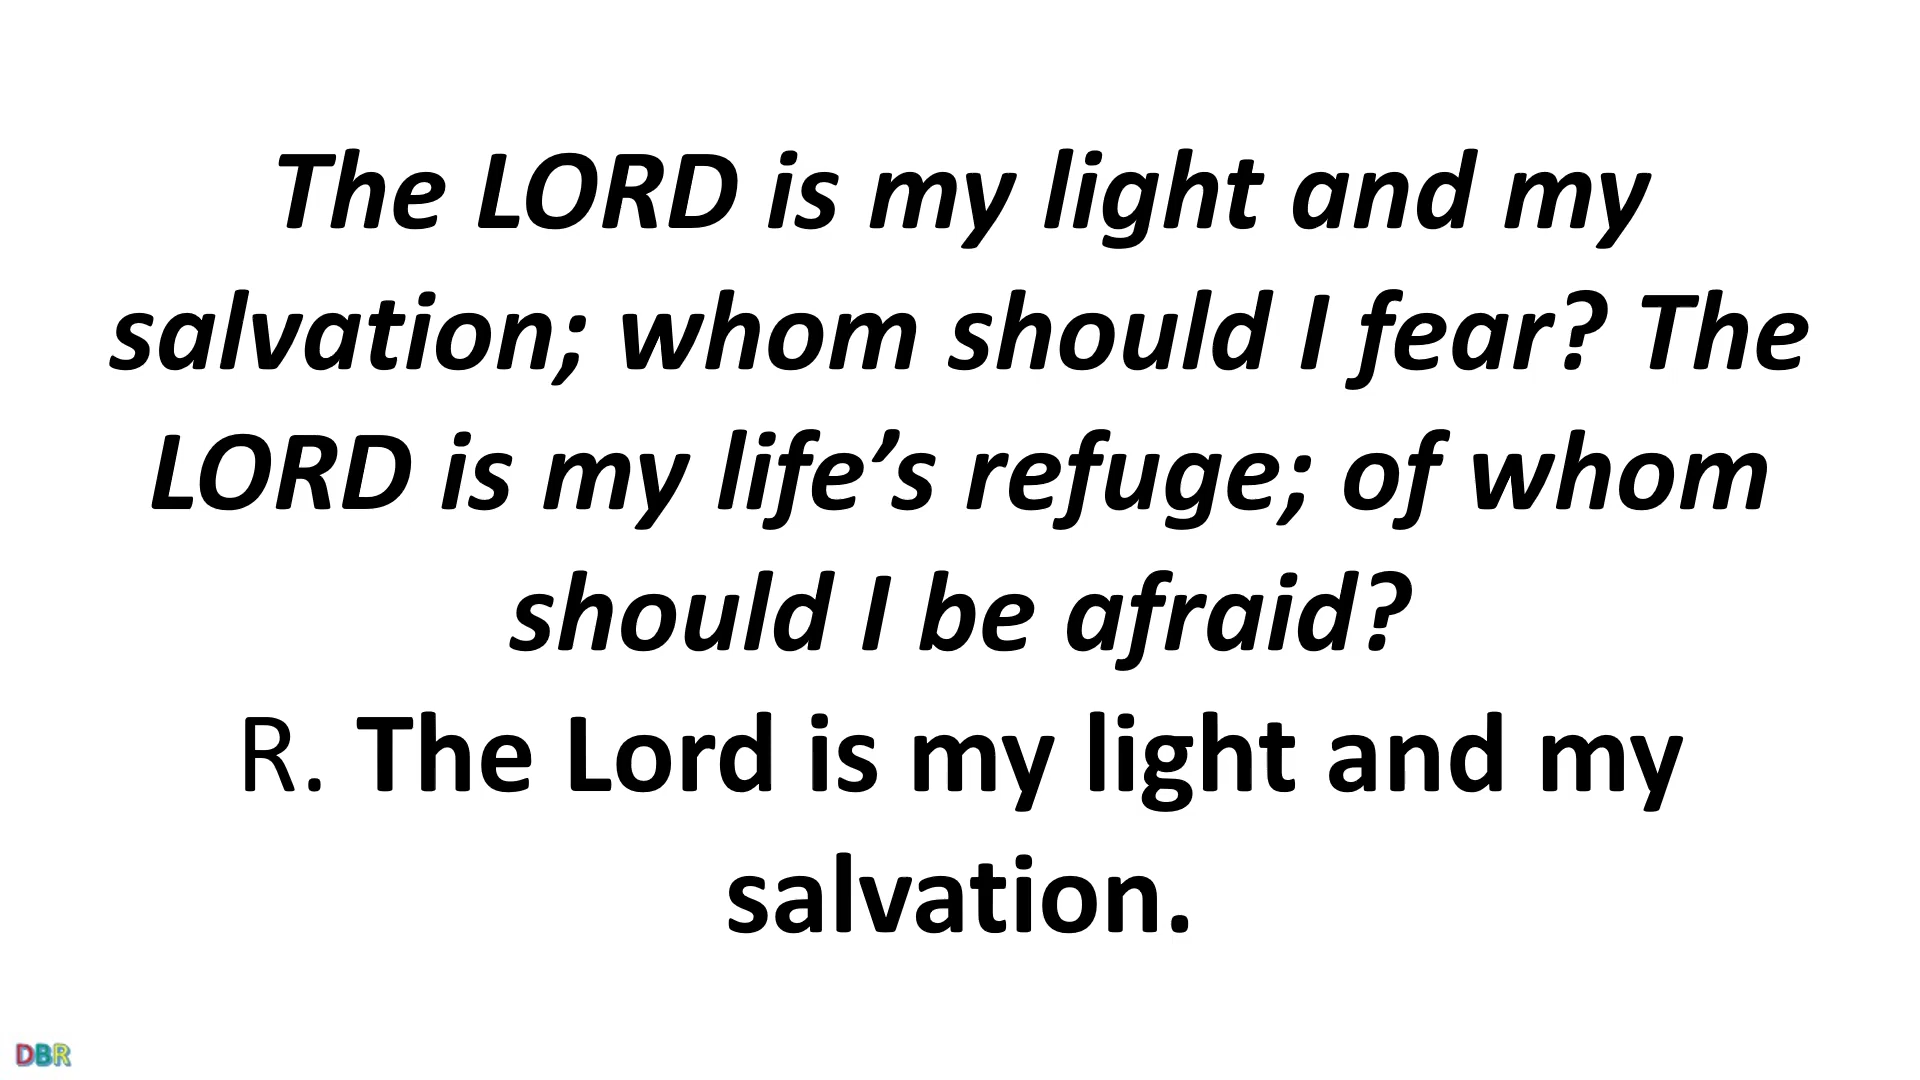 The LORD is my light and my
salvation; whom should I fear? The
LORD is my life’s refuge; of whom
should I be afraid?
R. The Lord is my light and my
salvation.
DBR